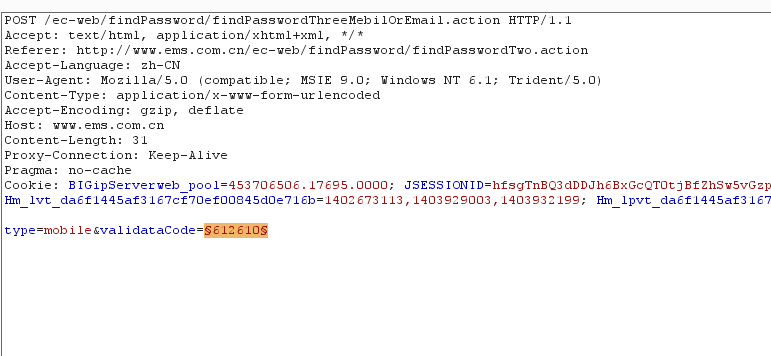 POST /ec-web/findPassword/findPasswordThreeMebilOrEmail.action HTTP/1.1
Accept: text/html, application/xhtml+xml, */*
Referer: http://www.ems.com.cn/ec-web/findPassword/findPasswordTwo.action
Accept-Language: zh-CN
User-Agent: Mozilla/5.0 (compatible; MSIE 9.0; Windows NT 6.1; Trident/5.0)
Content-Type: application/x-www-form-urlencoded
Accept-Encoding: gzip, deflate
Host: www.ems.com.cn
Content-Length: 31
Proxy-Connection: Keep-Alive
Pragma: no-cache
Cookie: BIGipServerweb_pool=453706506.17695.0000; JSESSIONID=hfsgTnBQ3dDDJh6BxGcQTOtjBfZhSw5vGzp
Hm_lvt_da6f1445af3167cf70ef00845d0e716b=1402673113,1403929003,1403932199; Hm_lpvt_da6f1445af3167
type=mobile&validataCode=§612610§